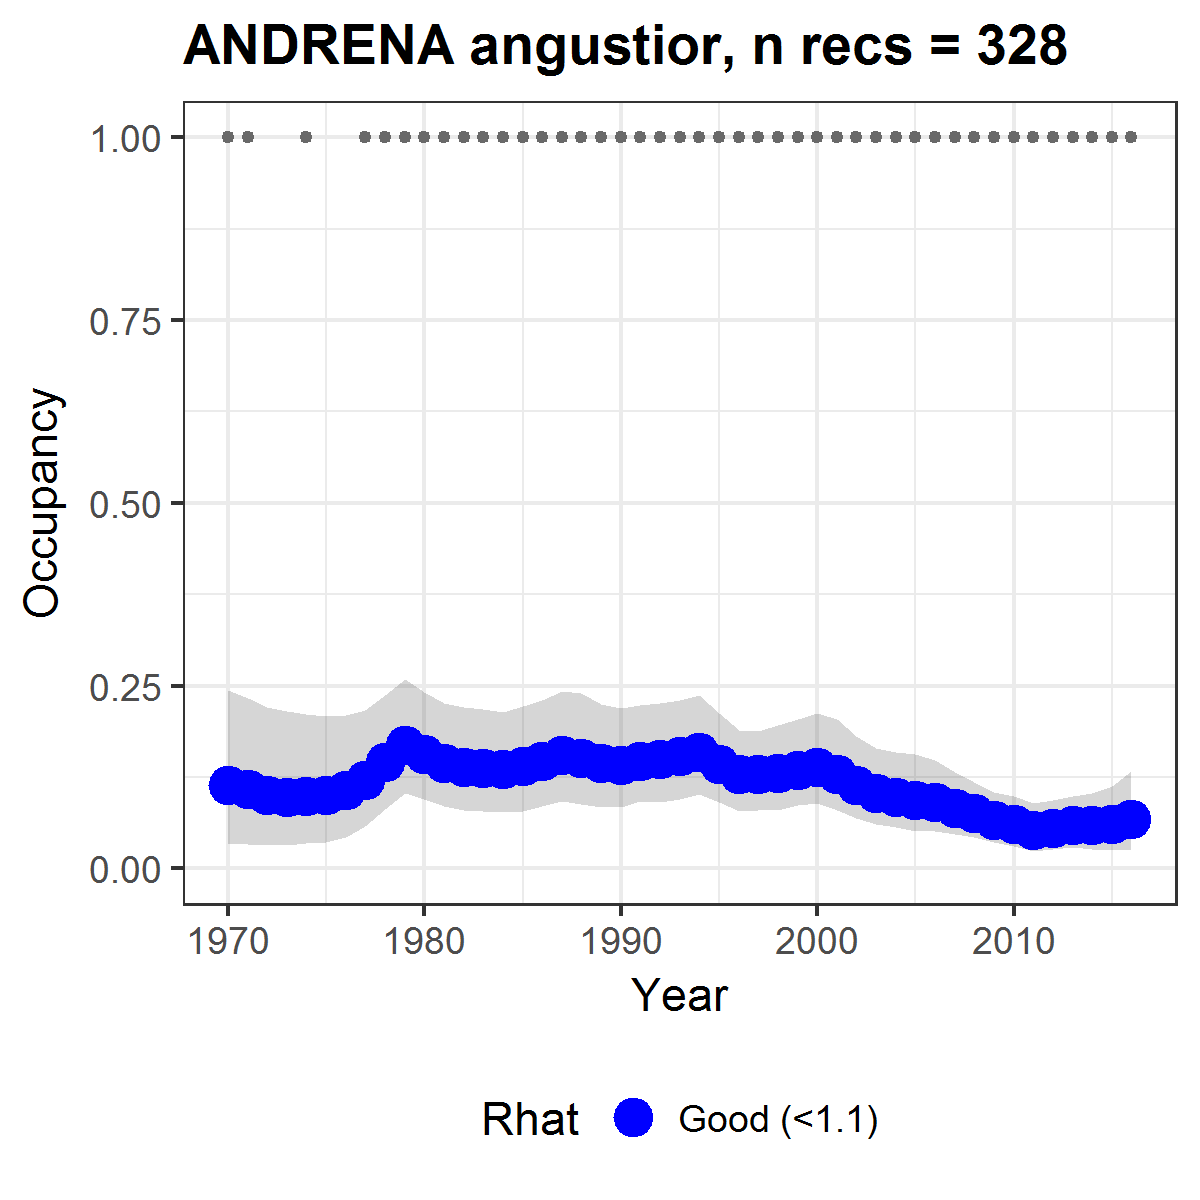 ANDRENA angustior, n recs = 328
1.00
0.75
0.50
0.25
0.00
Occupancy
1970 1980 1990 2000 2010
Year
Rhat Good (<1.1)